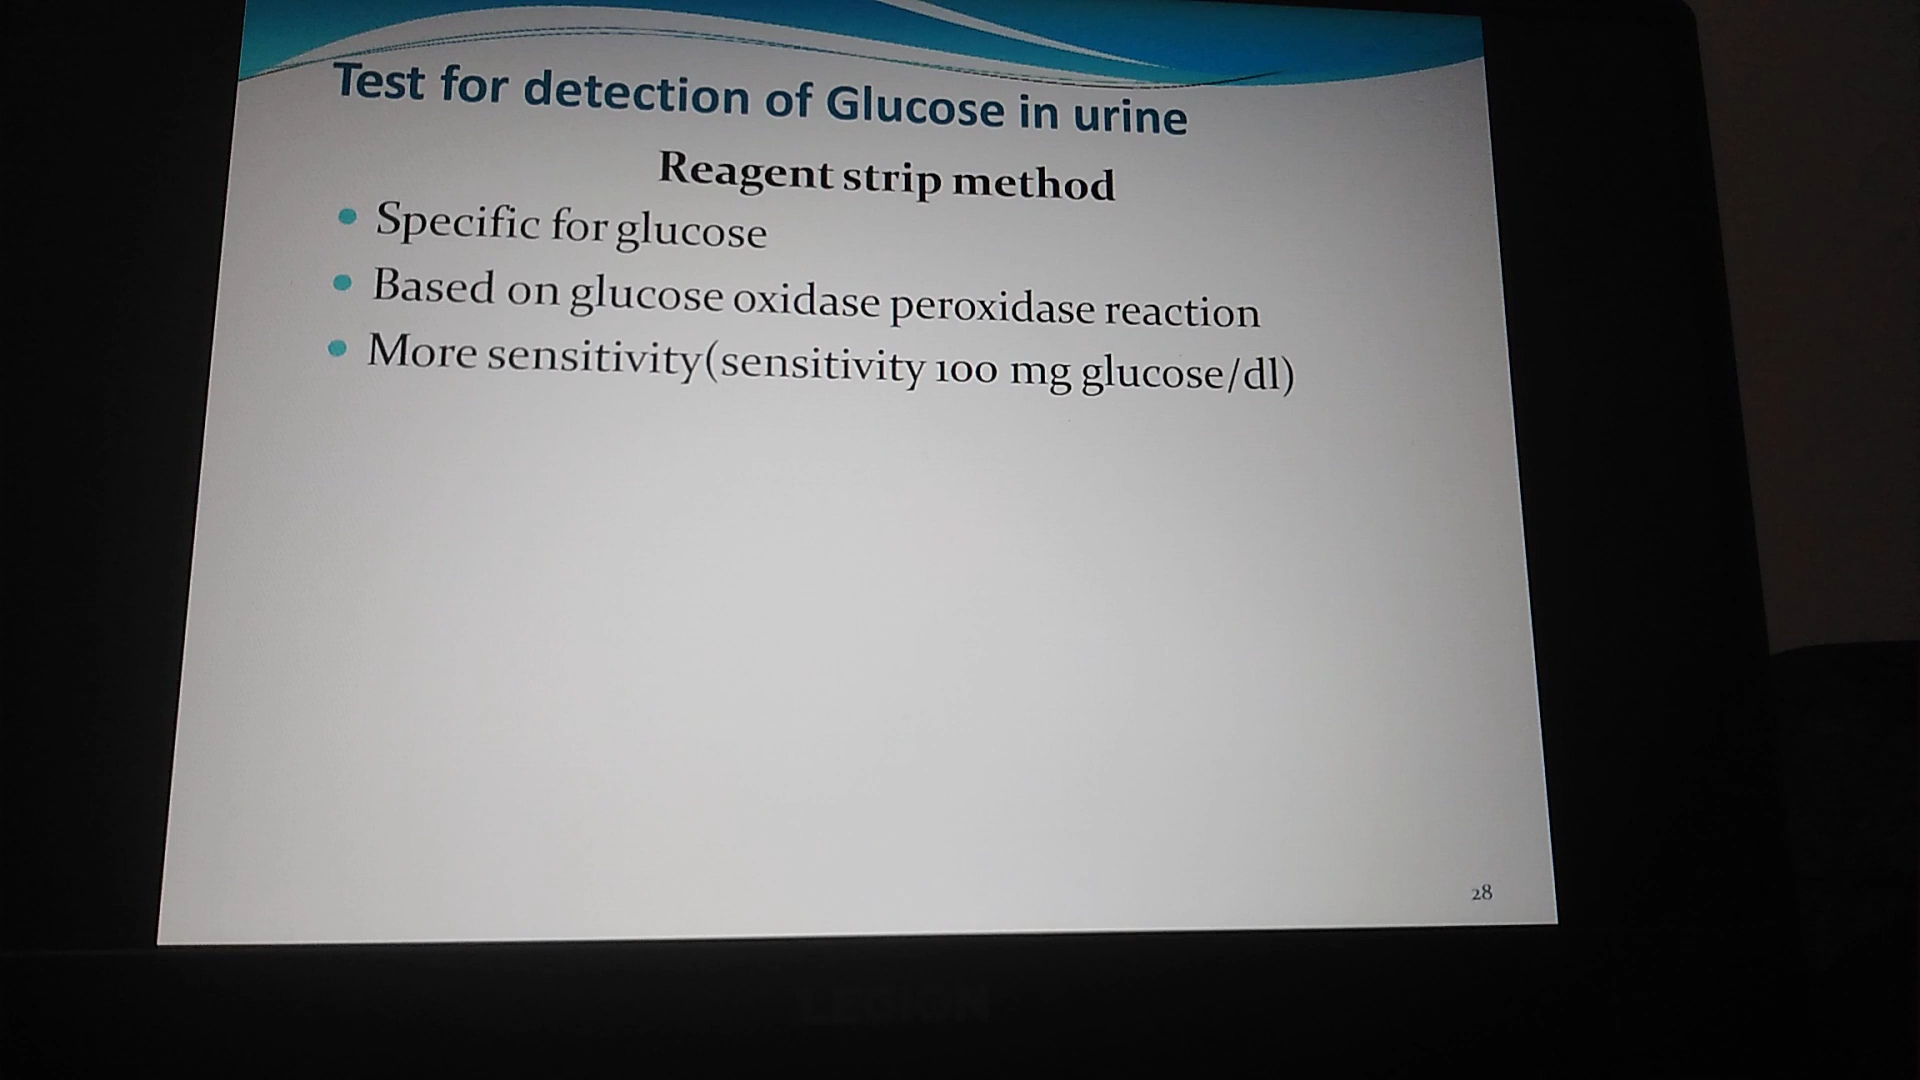 Test for detection of Glucose in urine
Reagent strip method
• Specific for glucose
• Based on glucose oxidase peroxidase reaction
• More sensitivity(sensitivity 100 mg glucose/dl)
28
LEGION